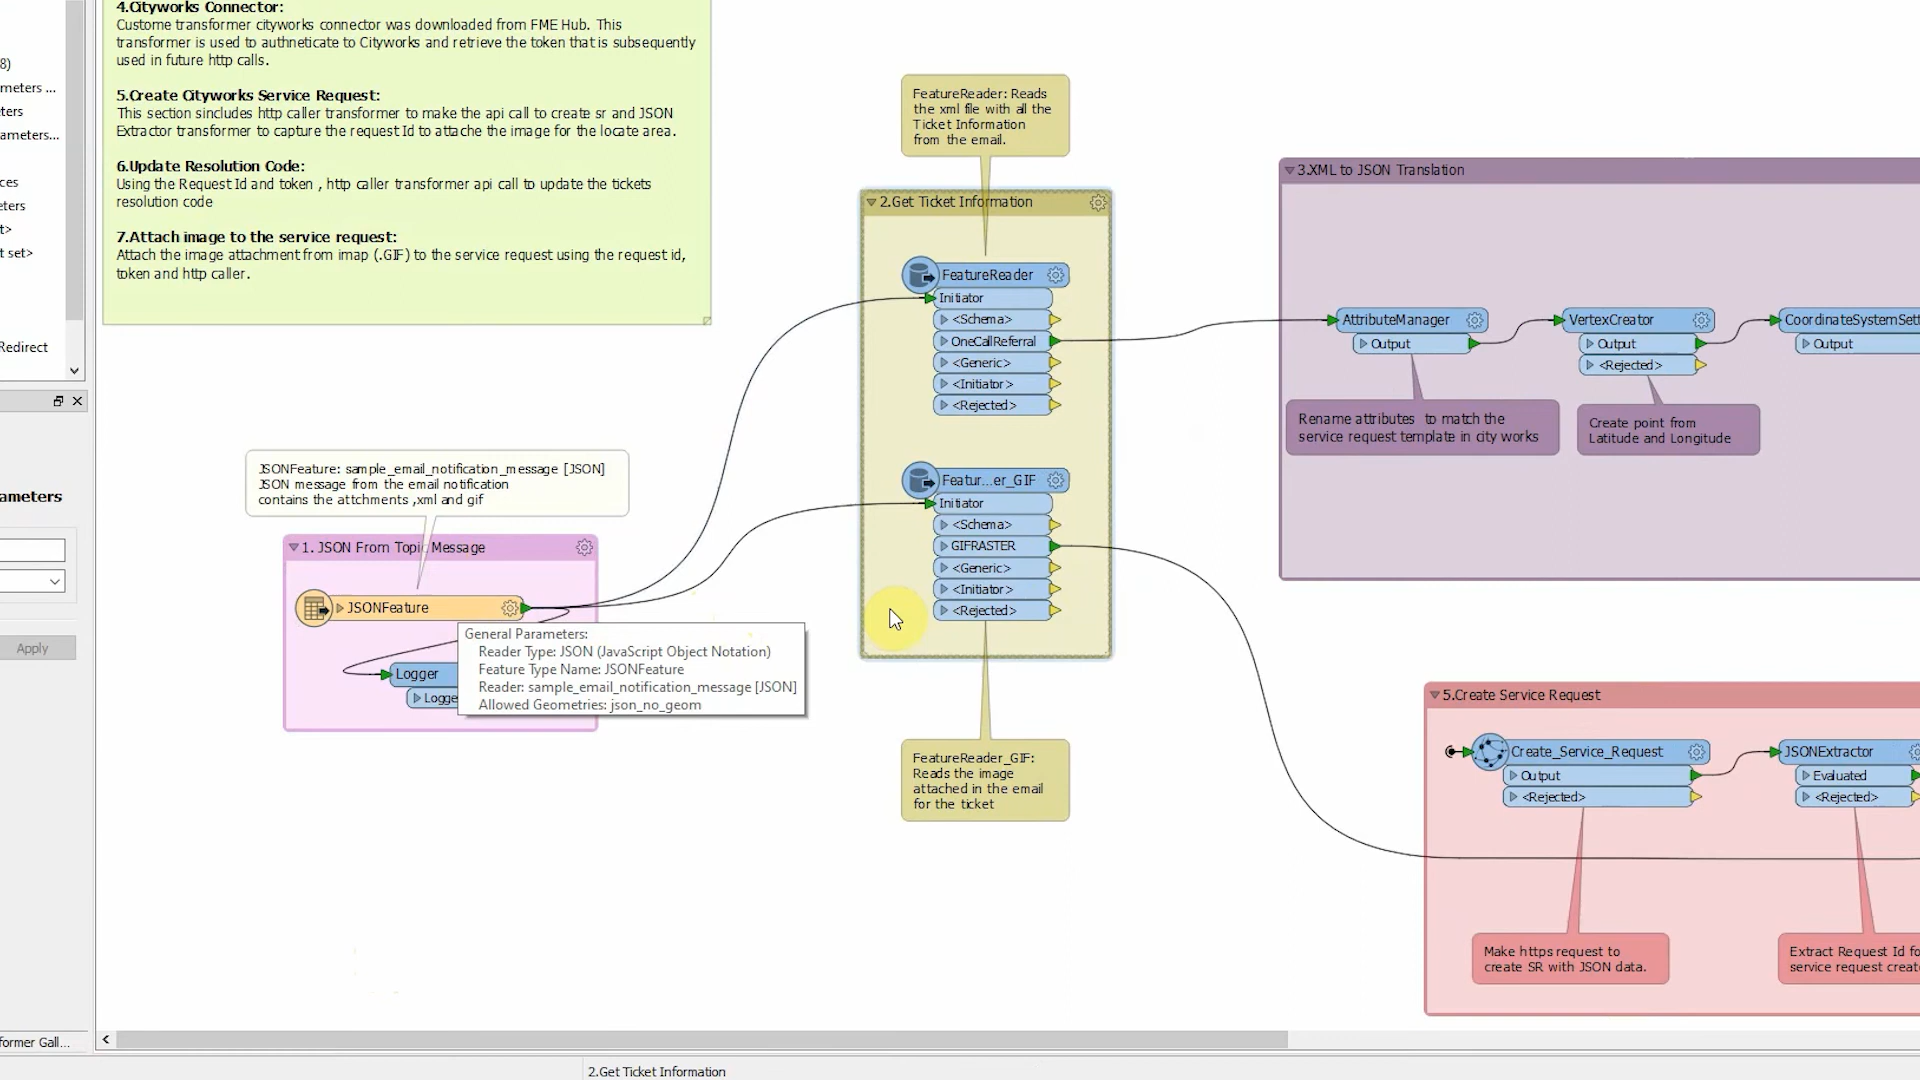 4.Cityworks Connector:
Custome transformer cityworks connector was downloaded from FME Hub. This
transformer is used to authneticate to Cityworks and retrieve the token that is subsequently
used in future http calls.
5.Create Cityworks Service Request:
This section sincludes http caller transformer to make the api call to create sr and JSON
Extractor transformer to capture the request Id to attache the image for the locate area.
6.Update Resolution Code:
Using the Request Id and token , http caller transformer api call to update the tickets
resolution code
7.Attach image to the service request:
Attach the image attachment from imap (.GIF) to the service request using the request id,
token and http caller.
8)
meters ...
ters
ameters...
ces
eters
t>
t set>
Redirect
ameters
Apply
former Gall...
JSONFeature: sample_email_notification_message [JSON]
JSON message from the email notification
contains the attchments ,xml and gif
1. JSON From Topic Message
JSONFeature
Logger
Logge
General Parameters:
Reader Type: JSON (JavaScript Object Notation)
Feature Type Name: JSONFeature
Reader: sample_email_notification_message [JSON]
Allowed Geometries: json_no_geom
FeatureReader: Reads
the xml file with all the
Ticket Information
from the email.
2.Get Ticket Information
FeatureReader
Initiator
<Schema>
OneCallReferral
<Generic>
<Initiator>
<Rejected>
Featur...er_GIF
Initiator
<Schema>
GIFRASTER
<Generic>
<Initiator>
<Rejected>
FeatureReader_GIF:
Reads the image
attached in the email
for the ticket
3.XML to JSON Translation
AttributeManager
Output
VertexCreator
Output
<Rejected>
CoordinateSystemSett
Output
Rename attributes to match the
service request template in city works
Create point from
Latitude and Longitude
5.Create Service Request
Create_Service_Request
Output
<Rejected>
JSONExtractor
Evaluated
<Rejected>
Make https request to
create SR with JSON data.
Extract Request Id fo
service request create
2.Get Ticket Information